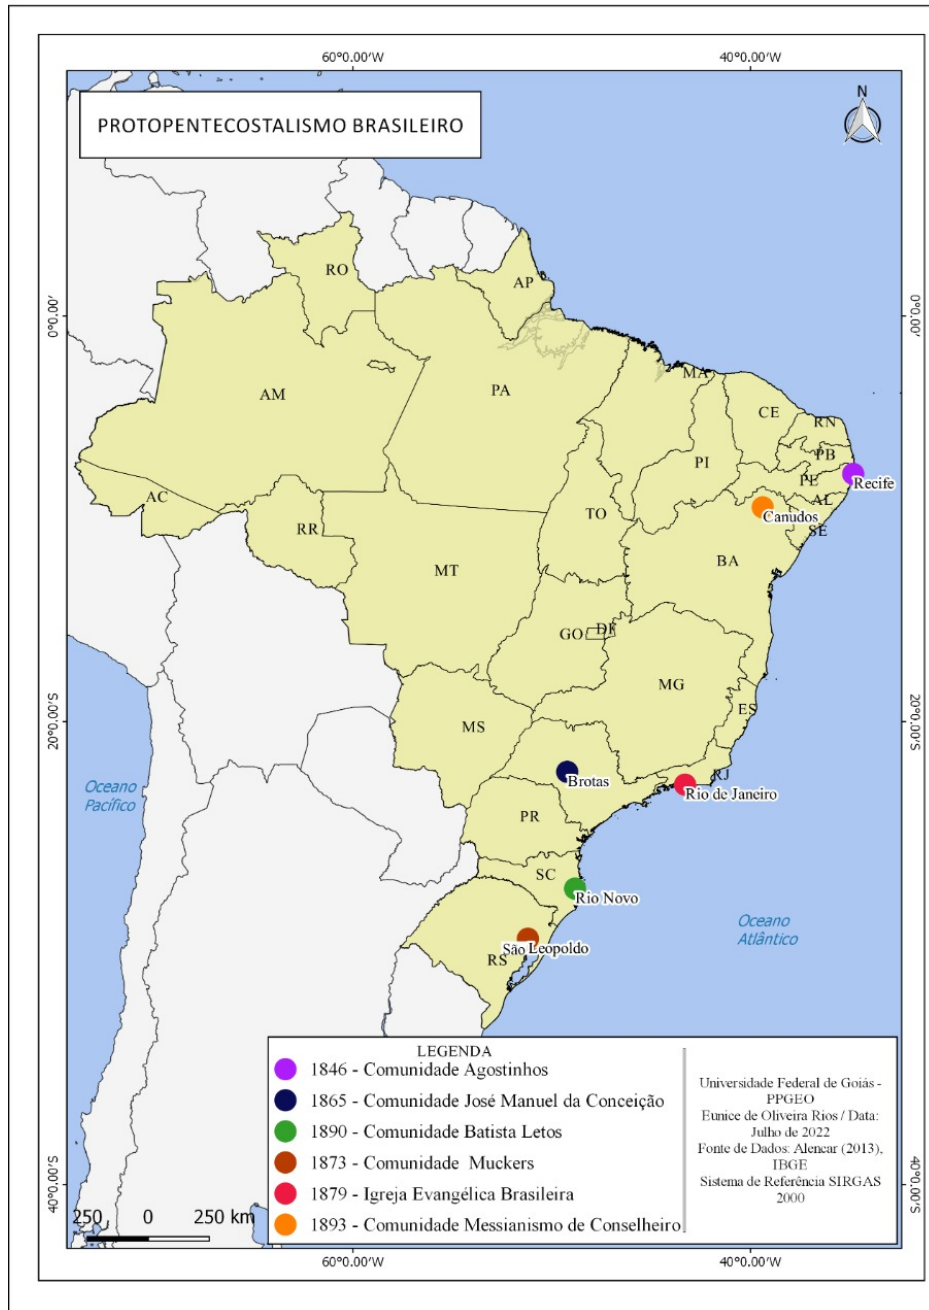 60°0.00'W 40°0.00'W
PROTOPENTECOSTALISMO BRASILEIRO
N
RO
AP
0°0.00' 0°0.00'
AM
PA
MA
CE
RN
PB
PI
PE
Recife
AC
AL
Canudos
TO
SE
RR
BA
MT
GO
DF
MG
ES
20°0.00'S 20°0.00'S
MS
RJ
Brotas
Rio de Janeiro
Oceano
Pacífico
PR
SC
Rio Novo
Oceano
Atlântico
São Leopoldo
RS
LEGENDA
1846 - Comunidade Agostinhos
1865 - Comunidade José Manuel da Conceição
1890 - Comunidade Batista Letos
1873 - Comunidade Muckers
1879 - Igreja Evangélica Brasileira
1893 - Comunidade Messianismo de Conselheiro
Universidade Federal de Goiás -
PPGEO
Eunice de Oliveira Rios / Data:
Julho de 2022
Fonte de Dados: Alencar (2013),
IBGE
Sistema de Referência SIRGAS
2000
40°0.00'S 40°0.00'S
250 0 250 km
60°0.00'W 40°0.00'W